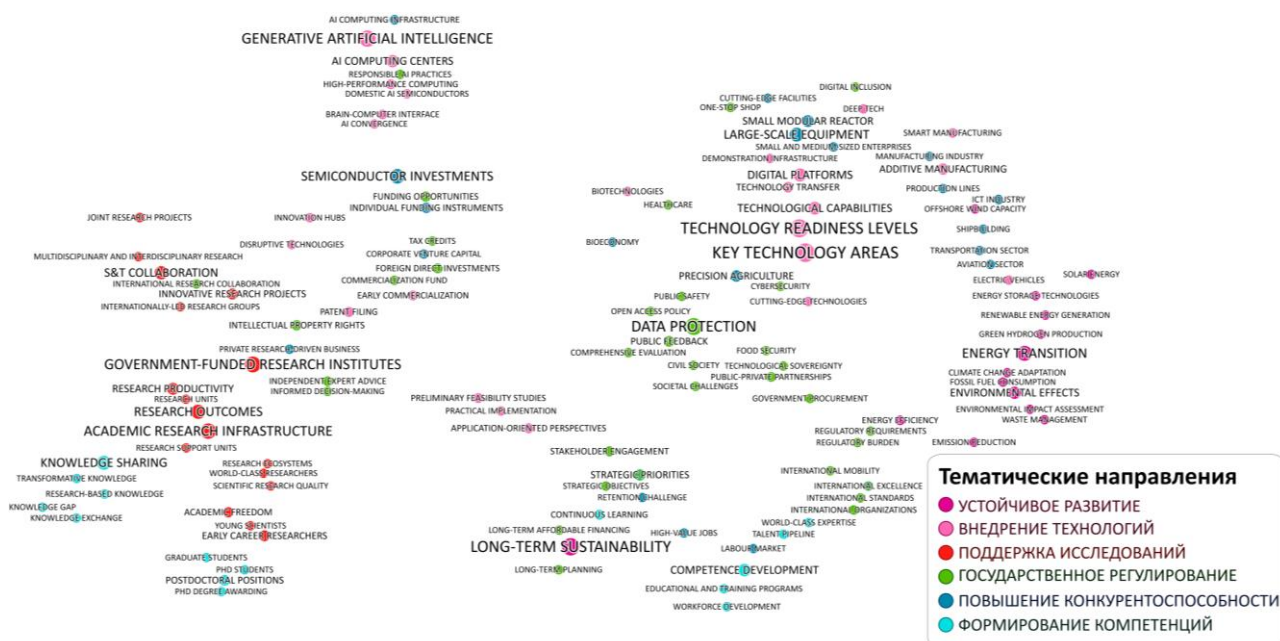 AI COMPUTING INFRASTRUCTURE
GENERATIVE ARTIFICIAL INTELLIGENCE
AI COMPUTING CENTERS
RESPONSIBLE AI PRACTICES
HIGH-PERFORMANCE COMPUTING
DOMESTIC AI SEMICONDUCTORS
BRAIN-COMPUTER INTERFACE
AI CONVERGENCE
SEMICONDUCTOR INVESTMENTS
FUNDING OPPORTUNITIES
INDIVIDUAL FUNDING INSTRUMENTS
JOINT RESEARCH PROJECTS
INNOVATION HUBS
DISRUPTIVE TECHNOLOGIES
TAX CREDITS
CORPORATE VENTURE CAPITAL
MULTIDISCIPLINARY AND INTERDISCIPLINARY RESEARCH
S&T COLLABORATION
FOREIGN DIRECT INVESTMENTS
INTERNATIONAL RESEARCH COLLABORATION
COMMERCIALIZATION FUND
INNOVATIVE RESEARCH PROJECTS
EARLY COMMERCIALIZATION
INTERNATIONALLY-LED RESEARCH GROUPS
PATENT FILING
INTELLECTUAL PROPERTY RIGHTS
PRIVATE RESEARCH-DRIVEN BUSINESS
GOVERNMENT-FUNDED RESEARCH INSTITUTES
INDEPENDENT EXPERT ADVICE
RESEARCH PRODUCTIVITY
INFORMED DECISION-MAKING
RESEARCH UNITS
RESEARCH OUTCOMES
ACADEMIC RESEARCH INFRASTRUCTURE
RESEARCH SUPPORT UNITS
KNOWLEDGE SHARING
RESEARCH ECOSYSTEMS
WORLD-CLASS RESEARCHERS
TRANSFORMATIVE KNOWLEDGE
SCIENTIFIC RESEARCH QUALITY
RESEARCH-BASED KNOWLEDGE
KNOWLEDGE GAP
KNOWLEDGE EXCHANGE
ACADEMIC FREEDOM
YOUNG SCIENTISTS
EARLY CAREER RESEARCHERS
GRADUATE STUDENTS
PHD STUDENTS
POSTDOCTORAL POSITIONS
PHD DEGREE AWARDING
DIGITAL INCLUSION
CUTTING-EDGE FACILITIES
ONE-STOP SHOP
DEEP-TECH
SMALL MODULAR REACTOR
LARGE-SCALE EQUIPMENT
SMART MANUFACTURING
SMALL AND MEDIUM-SIZED ENTERPRISES
DEMONSTRATION INFRASTRUCTURE
MANUFACTURING INDUSTRY
ADDITIVE MANUFACTURING
DIGITAL PLATFORMS
TECHNOLOGY TRANSFER
BIOTECHNOLOGIES
PRODUCTION LINES
HEALTHCARE
ICT INDUSTRY
TECHNOLOGICAL CAPABILITIES
OFFSHORE WIND CAPACITY
TECHNOLOGY READINESS LEVELS
SHIPBUILDING
BIOECONOMY
KEY TECHNOLOGY AREAS
TRANSPORTATION SECTOR
AVIATION SECTOR
PRECISION AGRICULTURE
SOLAR ENERGY
ELECTRIC VEHICLES
CYBERSECURITY
PUBLIC SAFETY
CUTTING-EDGE TECHNOLOGIES
ENERGY STORAGE TECHNOLOGIES
OPEN ACCESS POLICY
RENEWABLE ENERGY GENERATION
DATA PROTECTION
GREEN HYDROGEN PRODUCTION
PUBLIC FEEDBACK
COMPREHENSIVE EVALUATION
FOOD SECURITY
ENERGY TRANSITION
CIVIL SOCIETY
TECHNOLOGICAL SOVEREIGNTY
CLIMATE CHANGE ADAPTATION
PUBLIC-PRIVATE PARTNERSHIPS
FOSSIL FUEL CONSUMPTION
SOCIETAL CHALLENGES
ENVIRONMENTAL EFFECTS
PRELIMINARY FEASIBILITY STUDIES
GOVERNMENT PROCUREMENT
PRACTICAL IMPLEMENTATION
ENVIRONMENTAL IMPACT ASSESSMENT
WASTE MANAGEMENT
ENERGY EFICIENCY
APPLICATION-ORIENTED PERSPECTIVES
REGULATORY REQUIREMENTS
REGULATORY BURDEN
EMISSION REDUCTION
STAKEHOLDER ENGAGEMENT
STRATEGIC PRIORITIES
INTERNATIONAL MOBILITY
STRATEGIC OBJECTIVES
INTERNATIONAL EXCELLENCE
RETENTION CHALLENGE
INTERNATIONAL STANDARDS
CONTINUOUS LEARNING
INTERNATIONAL ORGANIZATIONS
WORLD-CLASS EXPERTISE
LONG-TERM AFFORDABLE FINANCING
HIGH-VALUE JOBS
TALENT PIPELINE
LONG-TERM SUSTAINABILITY
LABOUR MARKET
LONG-TERM PLANNING
COMPETENCE DEVELOPMENT
EDUCATIONAL AND TRAINING PROGRAMS
WORKFORCE DEVELOPMENT
Тематические направления
УСТОЙЧИВОЕ РАЗВИТИЕ
ВНЕДРЕНИЕ ТЕХНОЛОГИЙ
ПОДДЕРЖКА ИССЛЕДОВАНИЙ
ГОСУДАРСТВЕННОЕ РЕГУЛИРОВАНИЕ
ПОВЫШЕНИЕ КОНКУРЕНТОСПОСОБНОСТИ
ФОРМИРОВАНИЕ КОМПЕТЕНЦИЙ